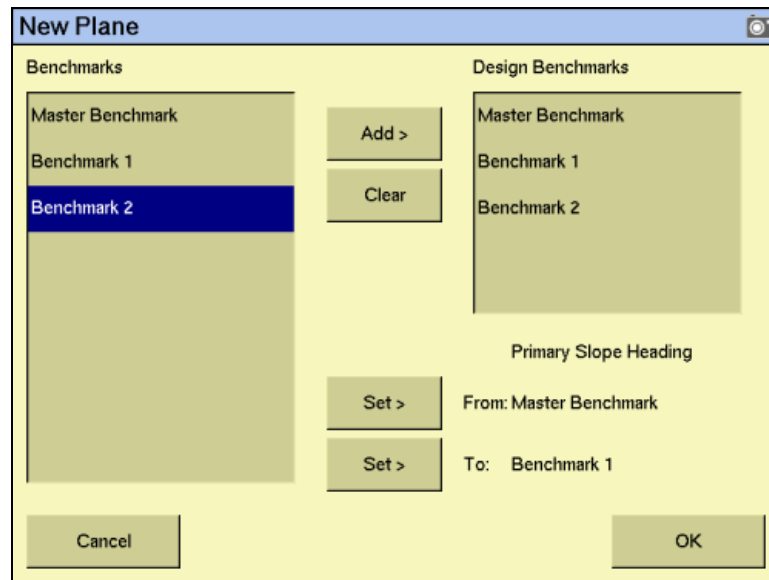 New Plane
Benchmarks
Design Benchmarks
Master Benchmark
Benchmark 1
Benchmark 2
Add >
Clear
Master Benchmark
Benchmark 1
Benchmark 2
Primary Slope Heading
Set >
From: Master Benchmark
Set >
To: Benchmark 1
Cancel
OK